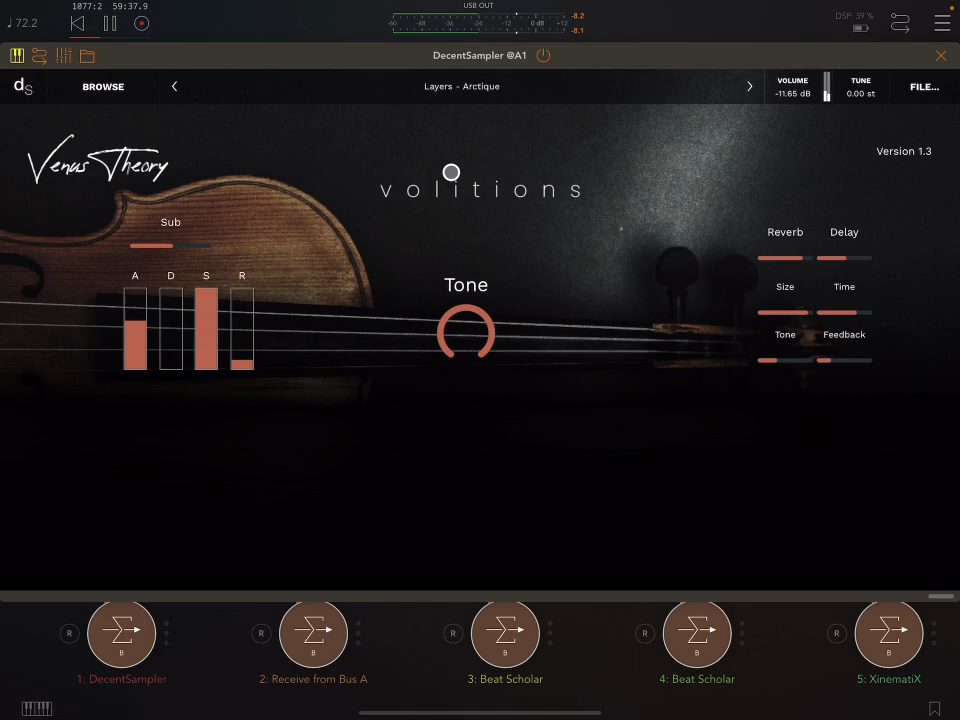 ♩ 72.2
1077:2 59:37.9
USB OUT
-60 -48 -36 -24 -12 0 dB +12
-8.2
-8.1
DSP: 39 %
DecentSampler @A1
ds
BROWSE
Layers - Arctique
VOLUME
-11.65 dB
TUNE
0.00 st
FILE...
Venus Theory
volitions
Version 1.3
Sub
A D S R
Tone
Reverb Delay
Size Time
Tone Feedback
R B R B R B R B R B
1: DecentSampler
2: Receive from Bus A
3: Beat Scholar
4: Beat Scholar
5: XinematiX